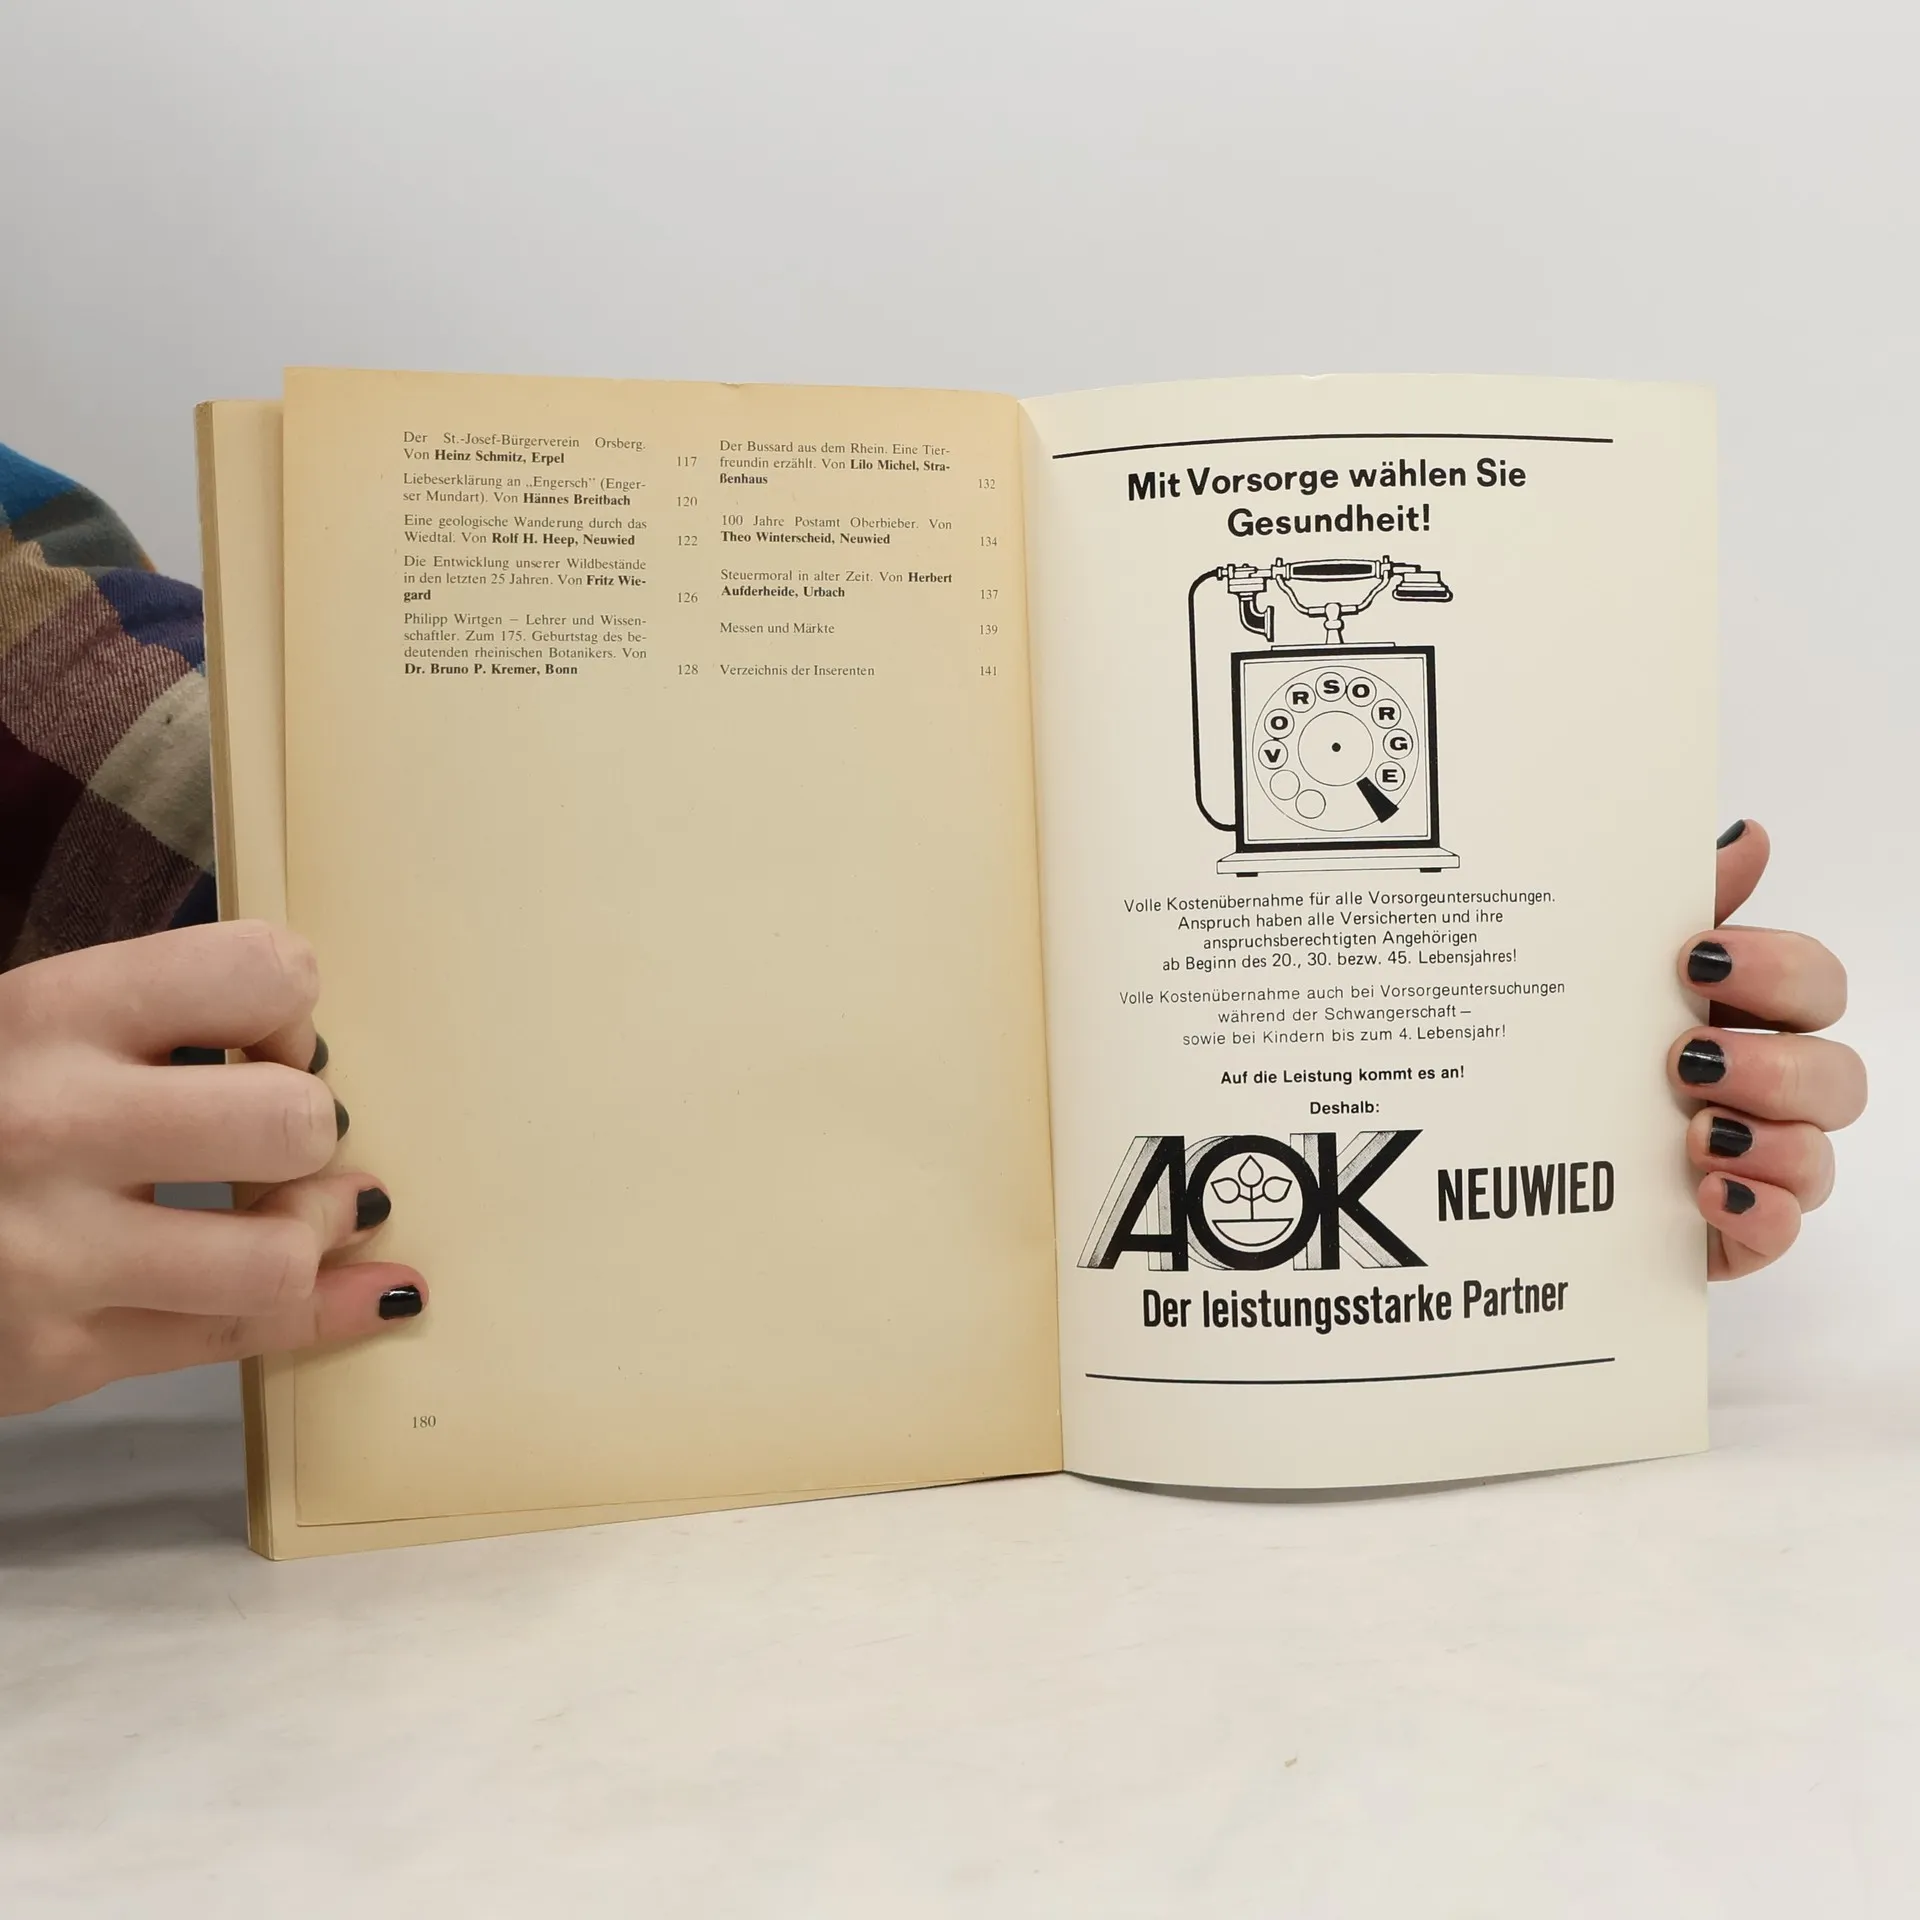 Der St.-Josef-Bürgerverein Orsberg.
Von Heinz Schmitz, Erpel 117
Liebeserklärung an „Engersch” (Enger-
ser Mundart). Von Hännes Breitbach 120
Eine geologische Wanderung durch das
Wiedtal. Von Rolf H. Heep, Neuwied 122
Die Entwicklung unserer Wildbestände
in den letzten 25 Jahren. Von Fritz Wie-
gard 126
Philipp Wirtgen – Lehrer und Wissen-
schaftler. Zum 175. Geburtstag des be-
deutenden rheinischen Botanikers. Von
Dr. Bruno P. Kremer, Bonn 128
Der Bussard aus dem Rhein. Eine Tier-
freundin erzählt. Von Lilo Michel, Stra-
ßenhaus 132
100 Jahre Postamt Oberbieber. Von
Theo Winterscheid, Neuwied 134
Steuermoral in alter Zeit. Von Herbert
Aufderheide, Urbach 137
Messen und Märkte 139
Verzeichnis der Inserenten 141
180
Mit Vorsorge wählen Sie
Gesundheit!
VORSORGE
Volle Kostenübernahme für alle Vorsorgeuntersuchungen.
Anspruch haben alle Versicherten und ihre
anspruchsberechtigten Angehörigen
ab Beginn des 20., 30. bezw. 45. Lebensjahres!
Volle Kostenübernahme auch bei Vorsorgeuntersuchungen
während der Schwangerschaft –
sowie bei Kindern bis zum 4. Lebensjahr!
Auf die Leistung kommt es an!
Deshalb:
AOK NEUWIED
Der leistungsstarke Partner